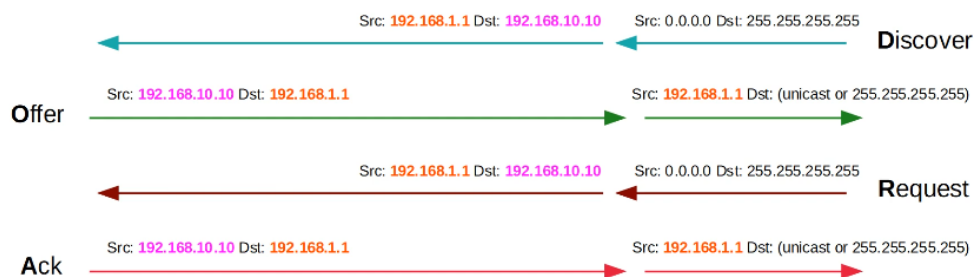 Src: 192.168.1.1 Dst: 192.168.10.10 Src: 0.0.0.0 Dst: 255.255.255.255
Discover
Src: 192.168.10.10 Dst: 192.168.1.1 Src: 192.168.1.1 Dst: (unicast or 255.255.255.255)
Offer
Src: 192.168.1.1 Dst: 192.168.10.10 Src: 0.0.0.0 Dst: 255.255.255.255
Request
Src: 192.168.10.10 Dst: 192.168.1.1 Src: 192.168.1.1 Dst: (unicast or 255.255.255.255)
Ack